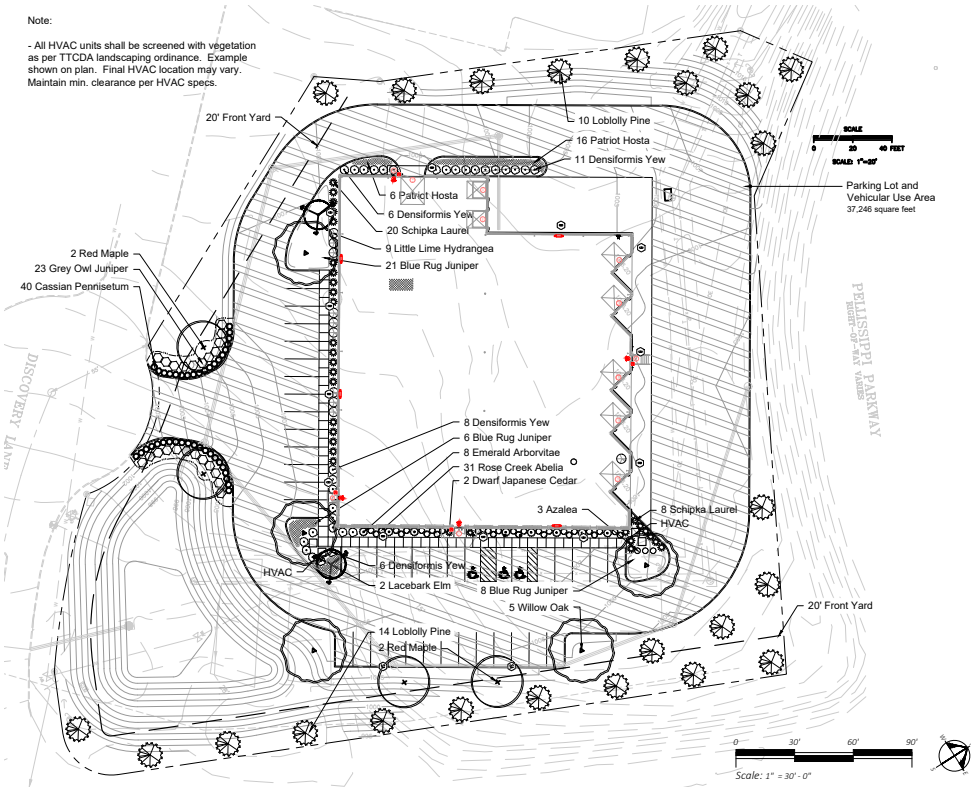 Note:
- All HVAC units shall be screened with vegetation
as per TTCDA landscaping ordinance. Example
shown on plan. Final HVAC location may vary.
Maintain min. clearance per HVAC specs.
20' Front Yard
10 Loblolly Pine
16 Patriot Hosta
11 Densiformis Yew
SCALE
0 20 40 FEET
SCALE: 1"=20'
Parking Lot and
Vehicular Use Area
37,246 square feet
6 Patriot Hosta
6 Densiformis Yew
20 Schipka Laurel
9 Little Lime Hydrangea
21 Blue Rug Juniper
2 Red Maple
23 Grey Owl Juniper
40 Cassian Pennisetum
PELLISSIPPI PARKWAY
RIGHT-OF-WAY VARIES
DISCOVERY LANE
8 Densiformis Yew
6 Blue Rug Juniper
8 Emerald Arborvitae
31 Rose Creek Abelia
2 Dwarf Japanese Cedar
3 Azalea
8 Schipka Laurel
HVAC
HVAC
6 Densiformis Yew
2 Lacebark Elm
8 Blue Rug Juniper
5 Willow Oak
20' Front Yard
14 Loblolly Pine
2 Red Maple
0 30' 60' 90'
Scale: 1" = 30'-0"